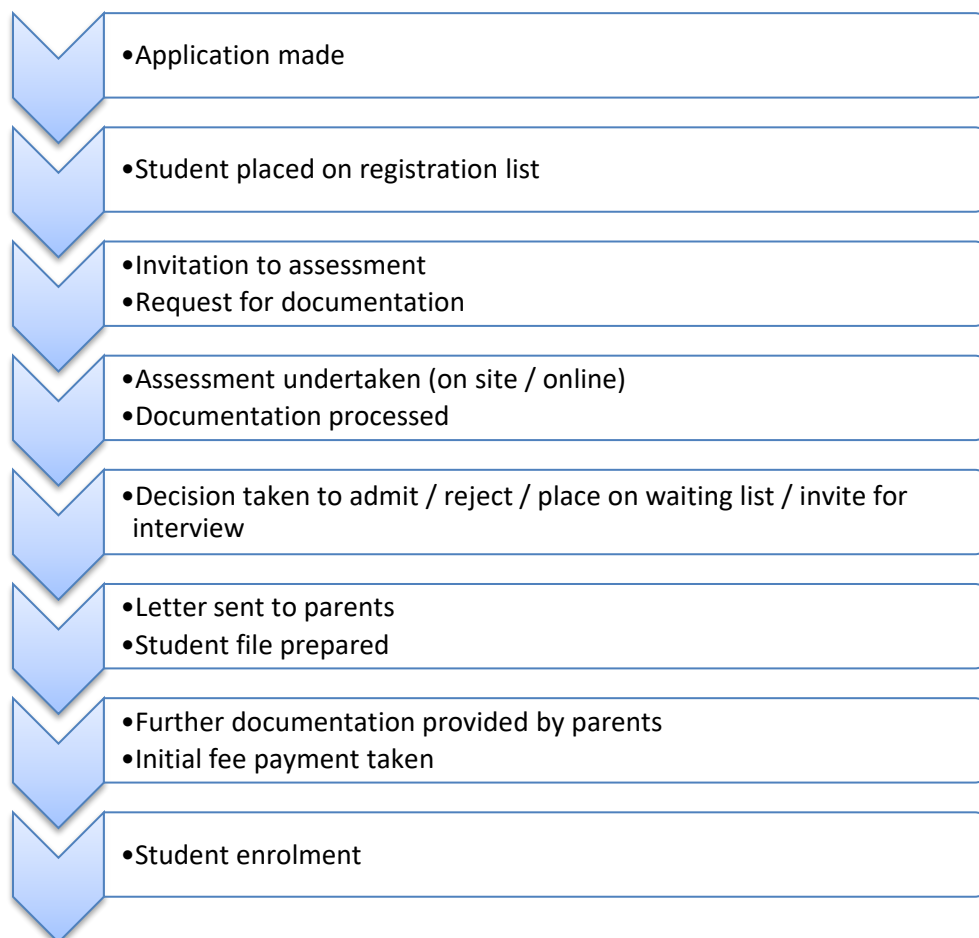 •Application made
•Student placed on registration list
•Invitation to assessment
•Request for documentation
•Assessment undertaken (on site / online)
•Documentation processed
•Decision taken to admit / reject / place on waiting list / invite for
interview
•Letter sent to parents
•Student file prepared
•Further documentation provided by parents
•Initial fee payment taken
•Student enrolment